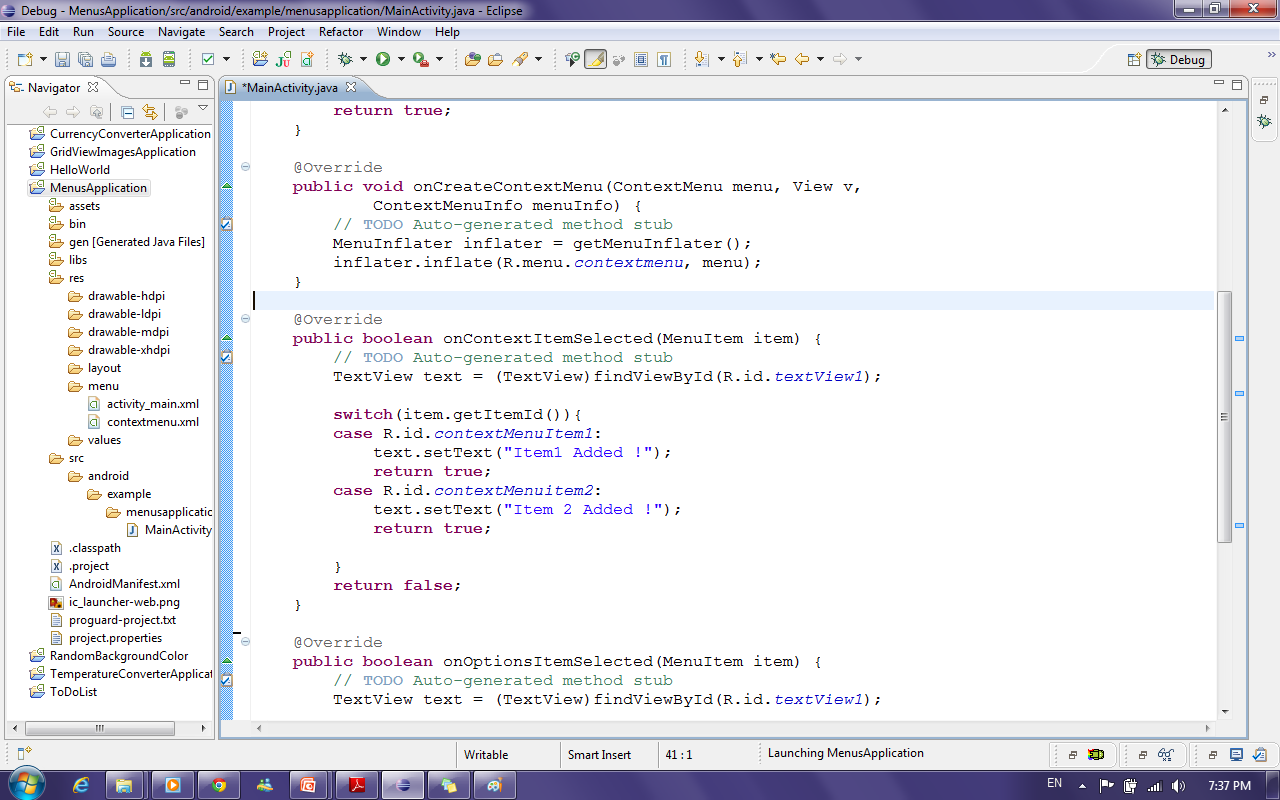 Debug - MenusApplication/src/android/example/menusapplication/MainActivity.java - Eclipse
File Edit Run Source Navigate Search Project Refactor Window Help
Debug
Navigator
*MainActivity.java
CurrencyConverterApplication
GridViewImagesApplication
HelloWorld
MenusApplication
assets
bin
gen [Generated Java Files]
libs
res
drawable-hdpi
drawable-ldpi
drawable-mdpi
drawable-xhdpi
layout
menu
activity_main.xml
contextmenu.xml
values
src
android
example
menusapplicatic
MainActivity
.classpath
.project
AndroidManifest.xml
ic_launcher-web.png
proguard-project.txt
project.properties
RandomBackgroundColor
TemperatureConverterApplicat
ToDoList
return true;
}
@Override
public void onCreateContextMenu(ContextMenu menu, View v,
ContextMenuInfo menuInfo) {
// TODO Auto-generated method stub
MenuInflater inflater = getMenuInflater();
inflater.inflate(R.menu.contextmenu, menu);
}
@Override
public boolean onContextItemSelected(MenuItem item) {
// TODO Auto-generated method stub
TextView text = (TextView)findViewById(R.id.textView1);
switch(item.getItemId()){
case R.id.contextMenuItem1:
text.setText("Item1 Added !");
return true;
case R.id.contextMenuitem2:
text.setText("Item 2 Added !");
return true;
}
return false;
}
@Override
public boolean onOptionsItemSelected(MenuItem item) {
// TODO Auto-generated method stub
TextView text = (TextView)findViewById(R.id.textView1);
Writable
Smart Insert
41 : 1
Launching MenusApplication
EN
7:37 PM